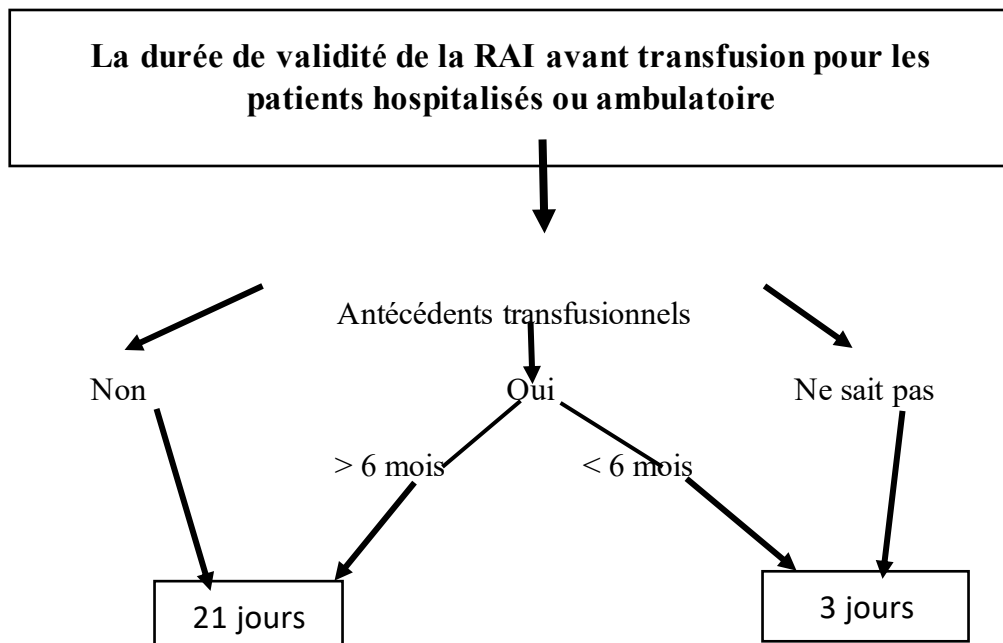 La durée de validité de la RAI avant transfusion pour les
patients hospitalisés ou ambulatoire
Antécédents transfusionnels
Non
Oui
Ne sait pas
> 6 mois
< 6 mois
21 jours
3 jours